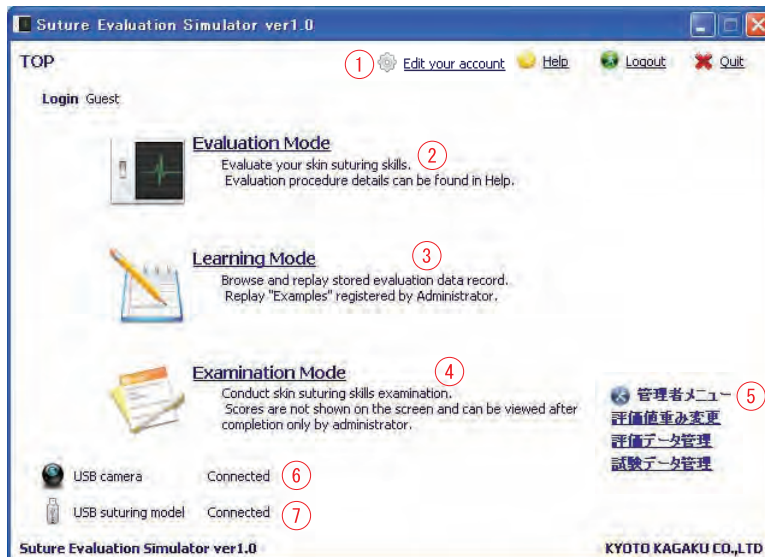 Suture Evaluation Simulator ver1.0
TOP
① Edit your account Help Logout Quit
Login Guest
Evaluation Mode
Evaluate your skin suturing skills. ②
Evaluation procedure details can be found in Help.
Learning Mode ③
Browse and replay stored evaluation data record.
Replay "Examples" registered by Administrator.
Examination Mode ④
Conduct skin suturing skills examination.
Scores are not shown on the screen and can be viewed after
completion only by administrator.
管理者メニュー ⑤
評価値重み変更
評価データ管理
試験データ管理
USB camera Connected ⑥
USB suturing model Connected ⑦
Suture Evaluation Simulator ver1.0 KYOTO KAGAKU CO.,LTD